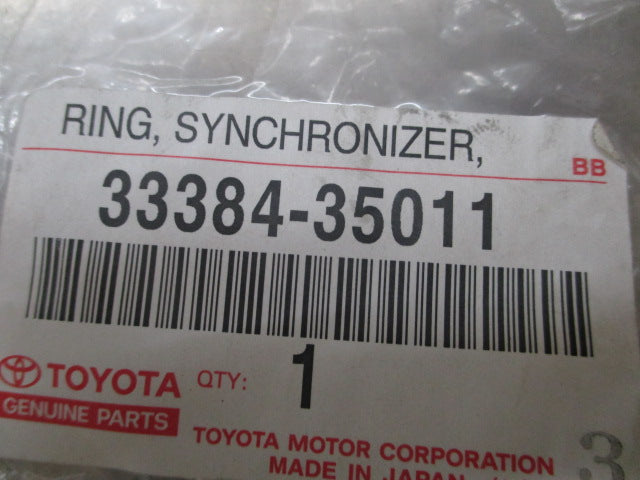 RING, SYNCHRONIZER,
BB
33384-35011
TOYOTA QTY: 1
GENUINE PARTS
TOYOTA MOTOR CORPORATION
MADE IN JAPAN
3